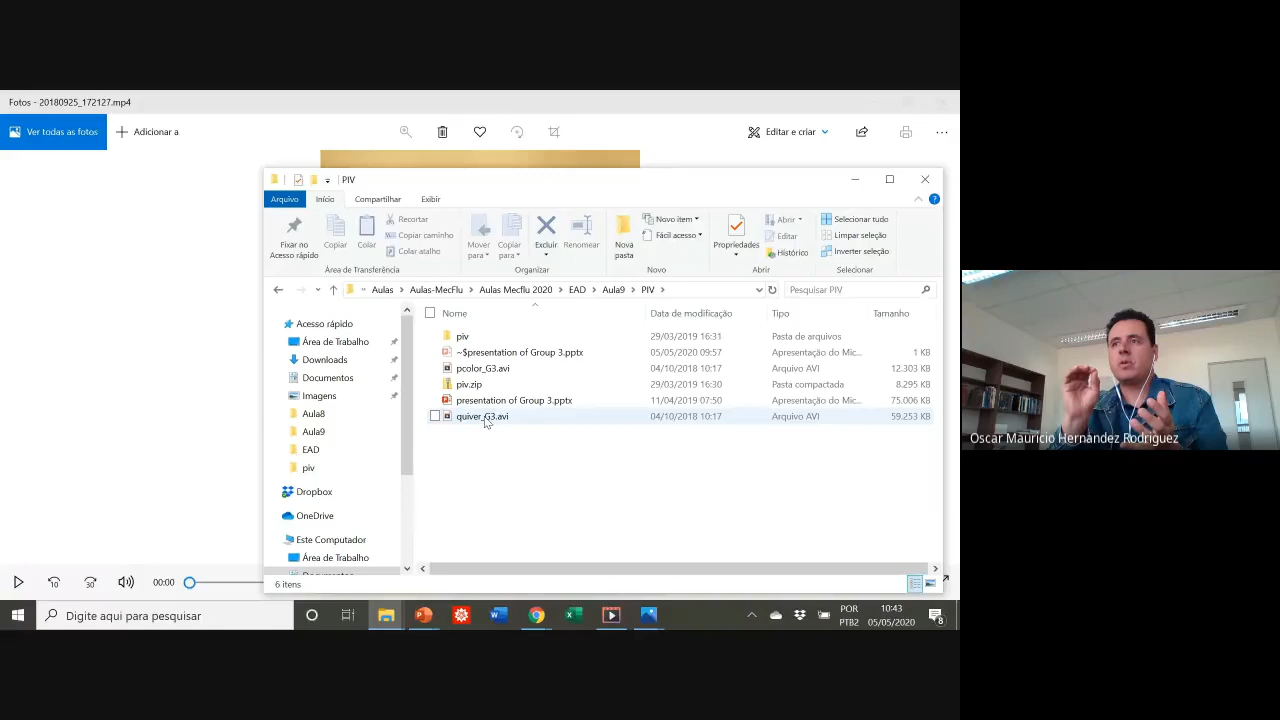 Fotos - 20180925_172127.mp4
Ver todas as fotos
Adicionar a
Editar e criar
PIV
Arquivo Início Compartilhar Exibir
Fixar no Acesso rápido
Copiar
Colar
Recortar
Copiar caminho
Colar atalho
Mover para
Copiar para
Excluir
Renomear
Nova pasta
Novo item
Fácil acesso
Propriedades
Abrir
Editar
Histórico
Selecionar tudo
Limpar seleção
Inverter seleção
Área de Transferência Organizar Novo Abrir Selecionar
Aulas > Aulas-MecFlu > Aulas Mecflu 2020 > EAD > Aula9 > PIV >
Pesquisar PIV
Acesso rápido
Área de Trabalho
Downloads
Documentos
Imagens
Aula8
Aula9
EAD
piv
Dropbox
OneDrive
Este Computador
Área de Trabalho
Nome Data de modificação Tipo Tamanho
piv 29/03/2019 16:31 Pasta de arquivos
~$presentation of Group 3.pptx 05/05/2020 09:57 Apresentação do Mic... 1 KB
pcolor_G3.avi 04/10/2018 10:17 Arquivo AVI 12.303 KB
piv.zip 29/03/2019 16:30 Pasta compactada 8.295 KB
presentation of Group 3.pptx 11/04/2019 07:50 Apresentação do Mic... 75.006 KB
quiver_G3.avi 04/10/2018 10:17 Arquivo AVI 59.253 KB
6 itens
10
30
00:00
Digite aqui para pesquisar
POR
PTB2
10:43
05/05/2020
8
Oscar Mauricio Hernandez Rodriguez